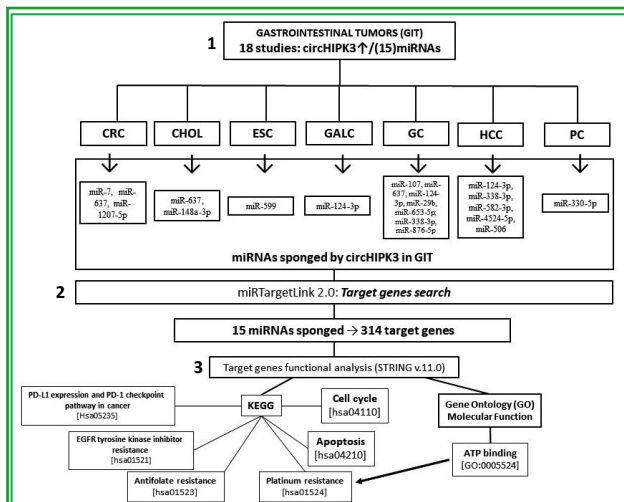 1
GASTROINTESTINAL TUMORS (GIT)
18 studies: circHIPK3↑/(15)miRNAs
CRC
CHOL
ESC
GALC
GC
HCC
PC
miR-7, miR-
637, miR-
1207-5p
miR-637,
miR-148a-3p
miR-599
miR-124-3p
miR-107, miR-
637, miR-124-
3p, miR-29b,
miR-653-5p;
miR-338-3p,
miR-876-5p
miR-124-3p,
miR-338-3p,
miR-582-3p,
miR-4524-5p,
miR-506
miR-330-5p
miRNAs sponged by circHIPK3 in GIT
2
miRTargetLink 2.0: Target genes search
15 miRNAs sponged → 314 target genes
3
Target genes functional analysis (STRING v.11.0)
PD-L1 expression and PD-1 checkpoint
pathway in cancer
[Hsa05235]
KEGG
Cell cycle
[hsa04110]
Gene Ontology (GO)
Molecular Function
EGFR tyrosine kinase inhibitor
resistance
[hsa01521]
Apoptosis
[hsa04210]
ATP binding
[GO:0005524]
Antifolate resistance
[hsa01523]
Platinum resistance
[hsa01524]